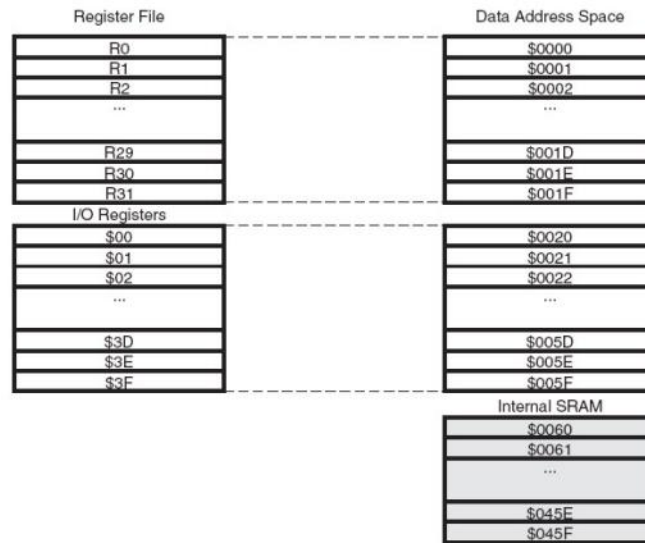 Register File Data Address Space
R0 $0000
R1 $0001
R2 $0002
... ...
R29 $001D
R30 $001E
R31 $001F
I/O Registers
$00 $0020
$01 $0021
$02 $0022
... ...
$3D $005D
$3E $005E
$3F $005F
Internal SRAM
$0060
$0061
...
$045E
$045F